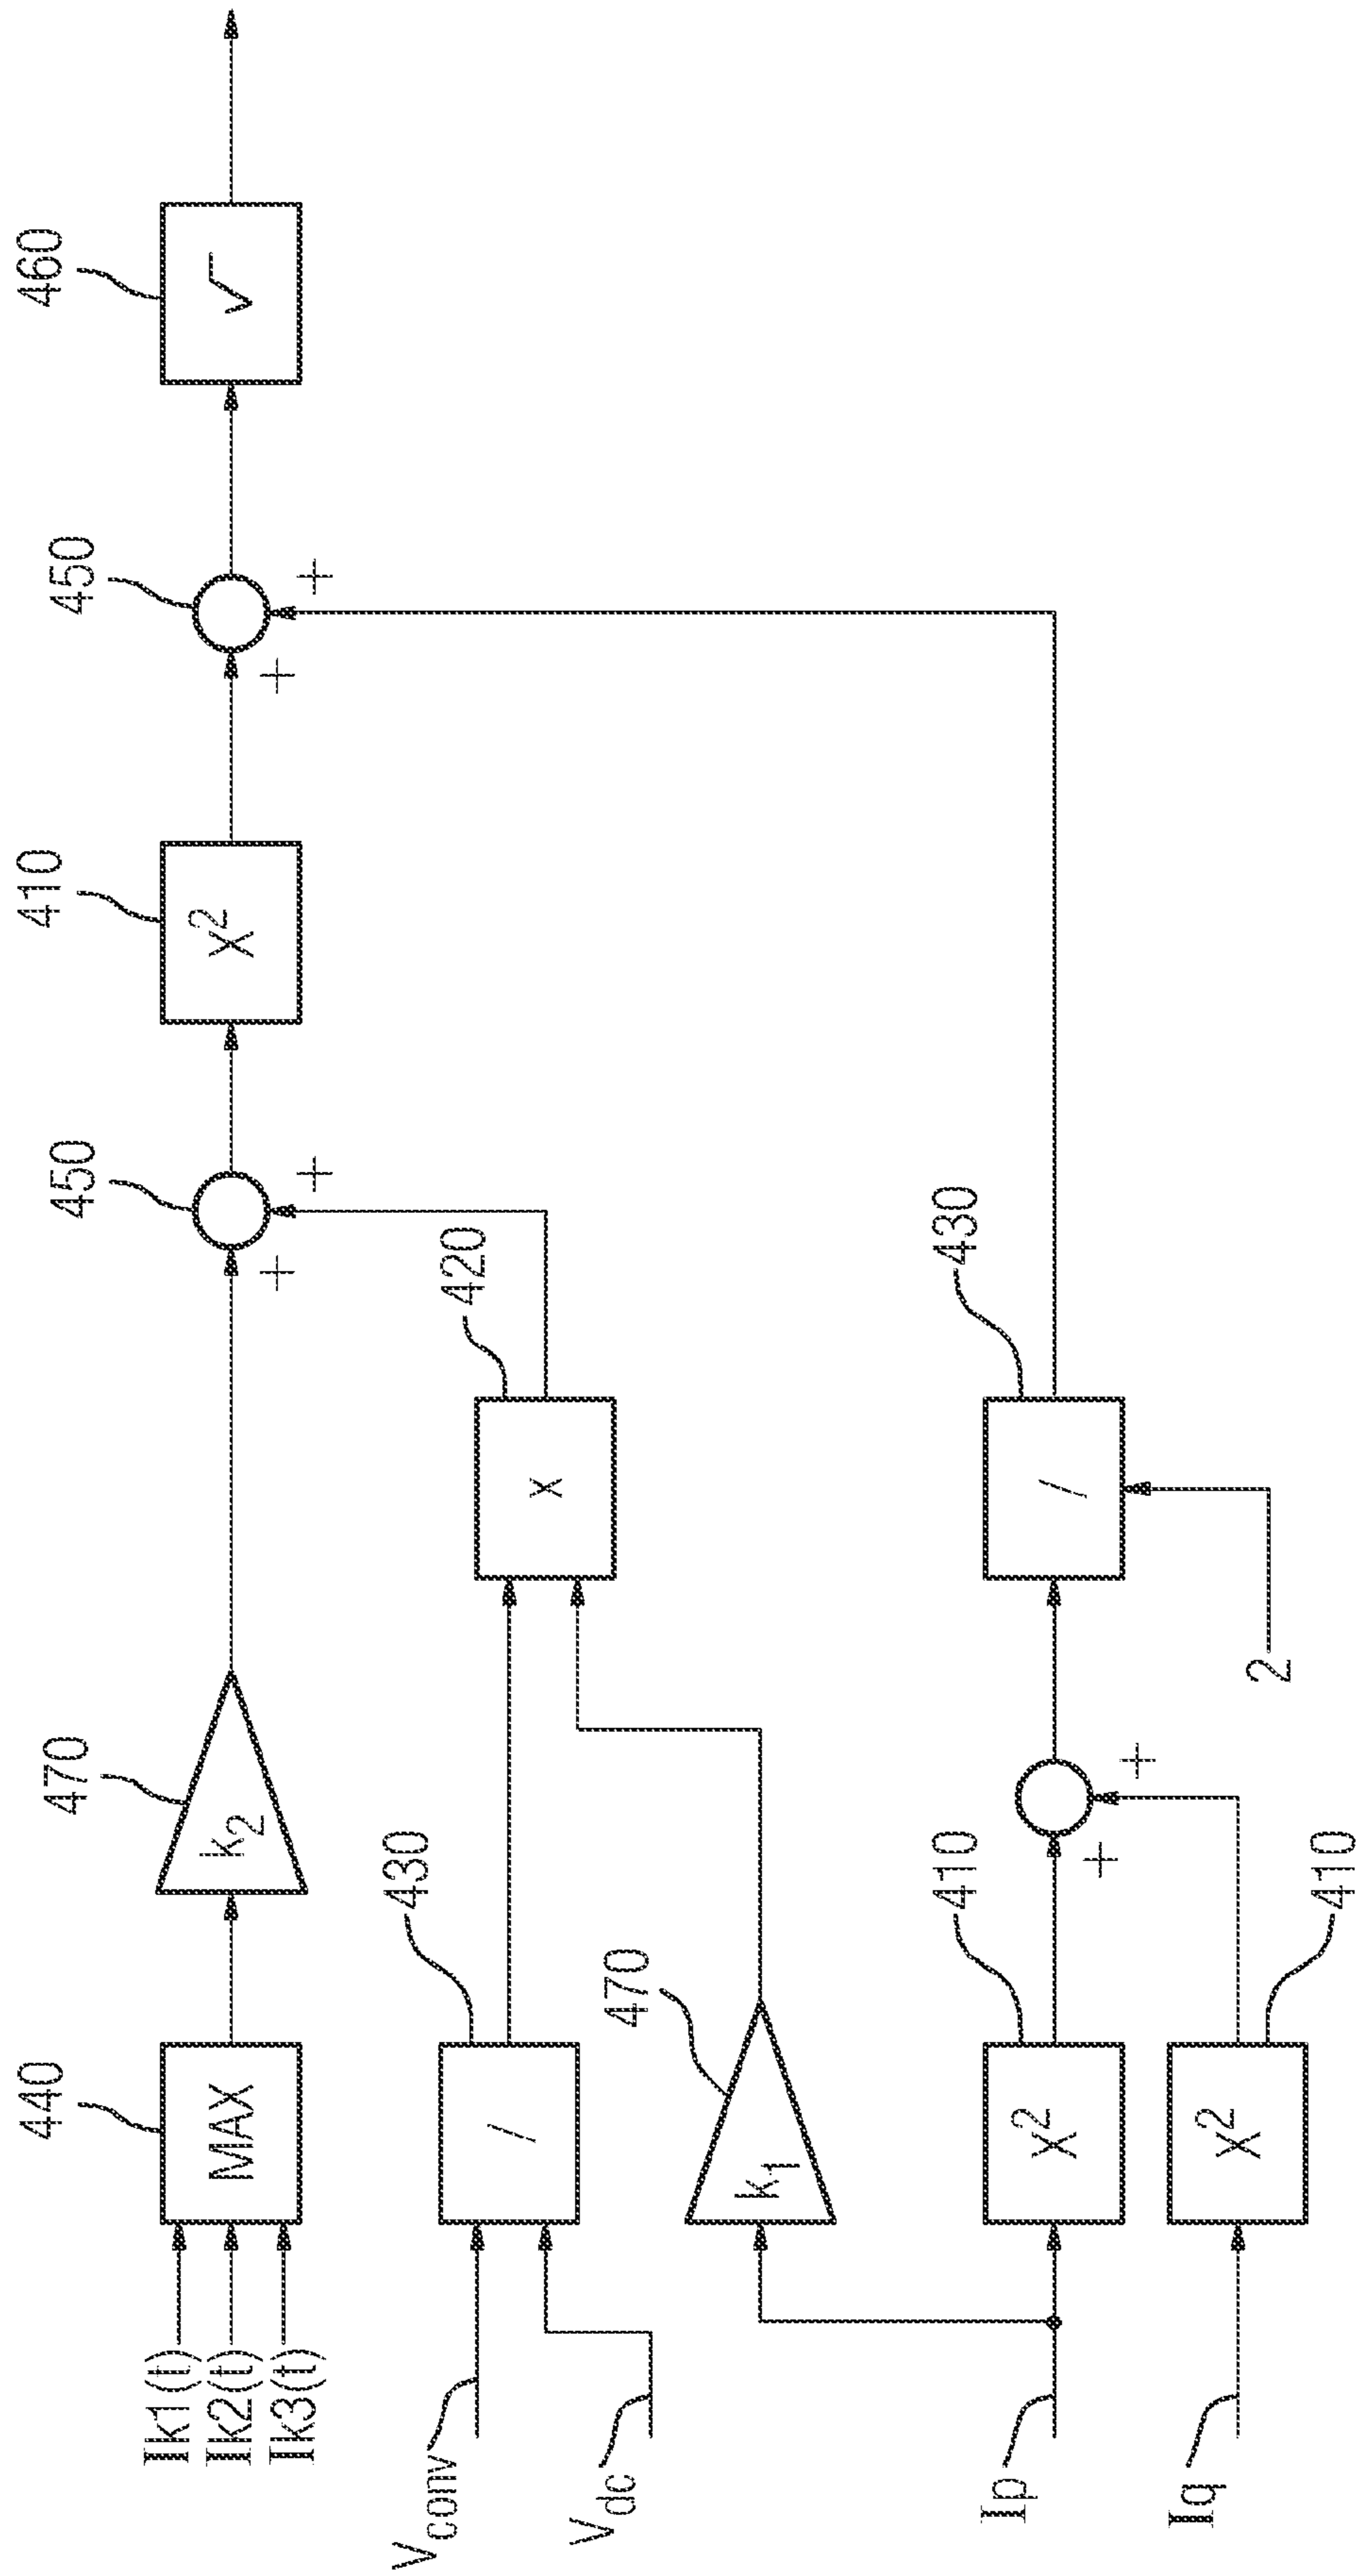 Ik1(t)
Ik2(t)
Ik3(t)
440
MAX
470
k2
+
450
+
410
X2
+
450
+
460
√
Vconv
Vdc
430
/
420
x
470
k1
Ip
410
X2
+
+
430
/
2
Iq
X2
410